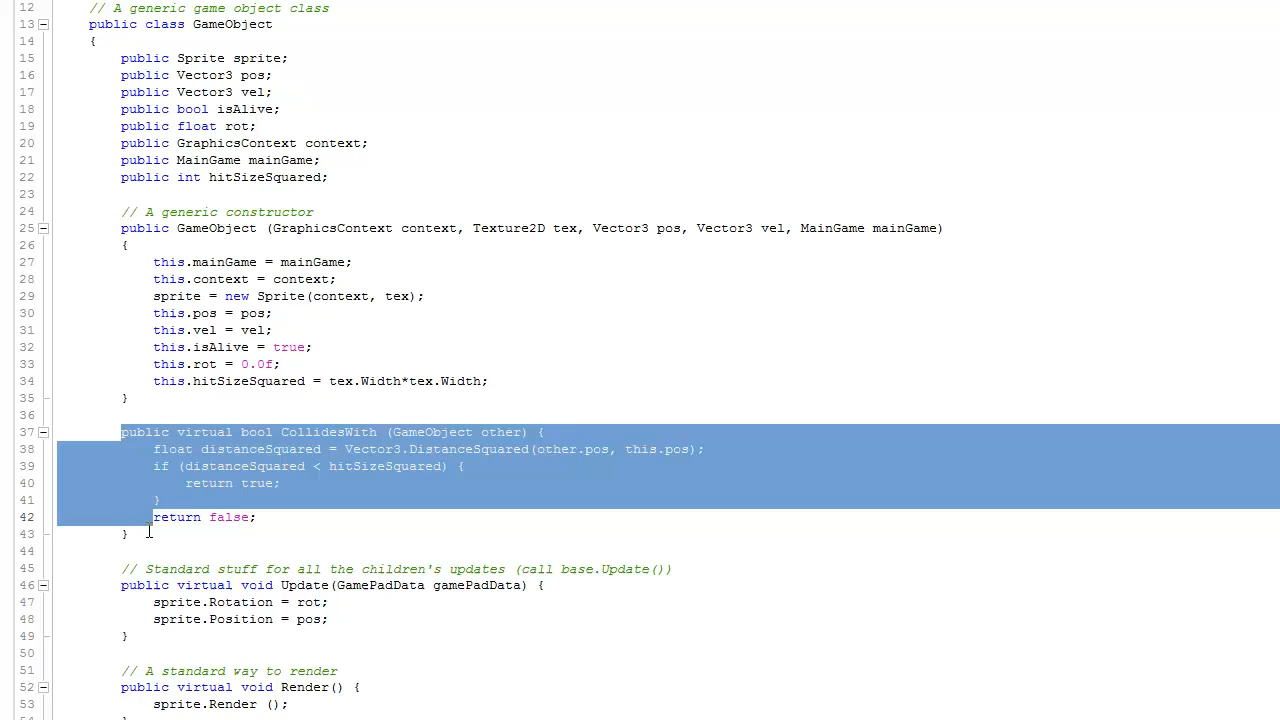 12 // A generic game object class
13 public class GameObject
14 {
15 public Sprite sprite;
16 public Vector3 pos;
17 public Vector3 vel;
18 public bool isAlive;
19 public float rot;
20 public GraphicsContext context;
21 public MainGame mainGame;
22 public int hitSizeSquared;
23
24 // A generic constructor
25 public GameObject (GraphicsContext context, Texture2D tex, Vector3 pos, Vector3 vel, MainGame mainGame)
26 {
27 this.mainGame = mainGame;
28 this.context = context;
29 sprite = new Sprite(context, tex);
30 this.pos = pos;
31 this.vel = vel;
32 this.isAlive = true;
33 this.rot = 0.0f;
34 this.hitSizeSquared = tex.Width*tex.Width;
35 }
36
37 public virtual bool CollidesWith (GameObject other) {
38 float distanceSquared = Vector3.DistanceSquared(other.pos, this.pos);
39 if (distanceSquared < hitSizeSquared) {
40 return true;
41 }
42 return false;
43 }
44
45 // Standard stuff for all the children's updates (call base.Update())
46 public virtual void Update(GamePadData gamePadData) {
47 sprite.Rotation = rot;
48 sprite.Position = pos;
49 }
50
51 // A standard way to render
52 public virtual void Render() {
53 sprite.Render ();
54 }